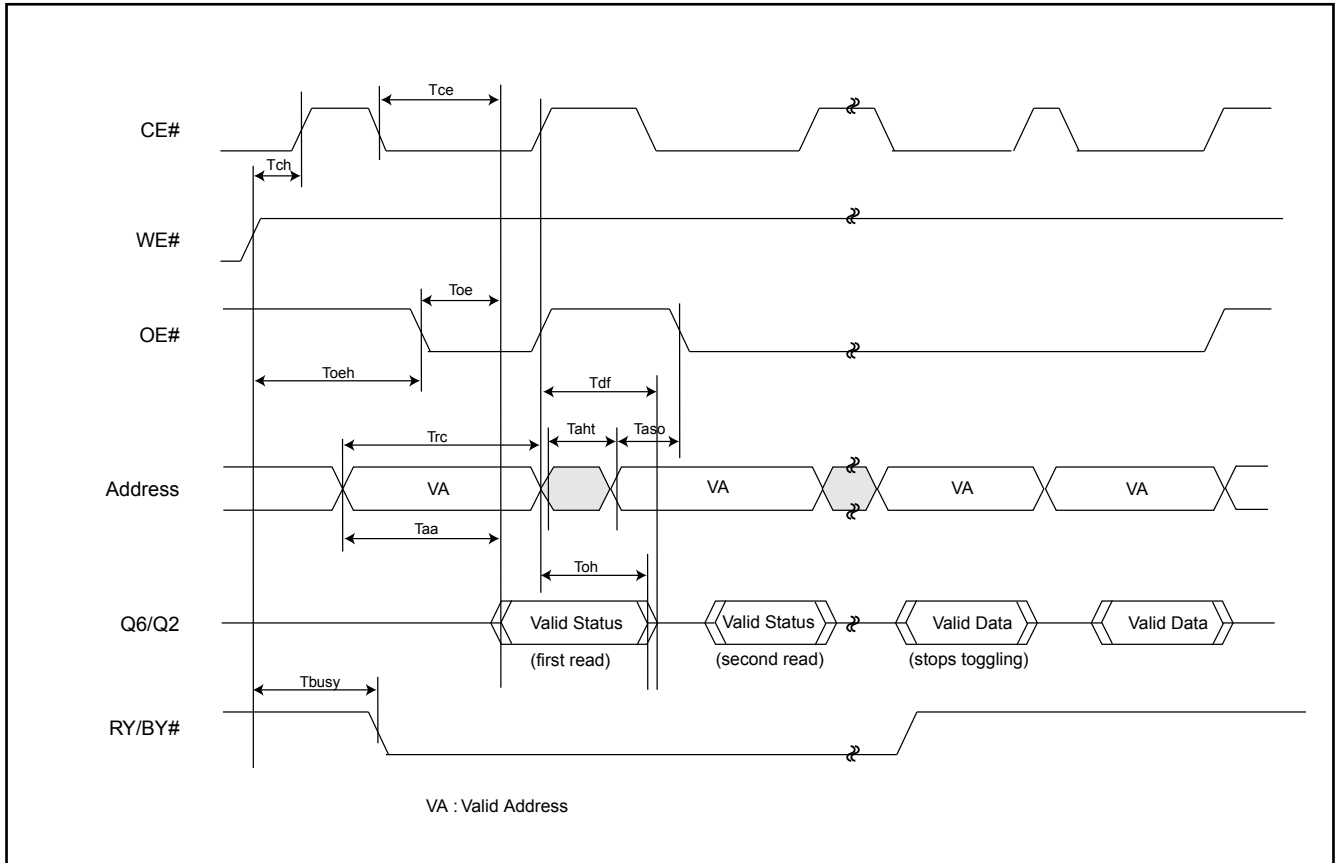 Tce
CE#
Tch
WE#
Toe
OE#
Toeh
Tdf
Taht
Taso
Trc
Address
VA
VA
VA
VA
Taa
Toh
Q6/Q2
Valid Status
Valid Status
Valid Data
Valid Data
(first read)
(second read)
(stops toggling)
Tbusy
RY/BY#
VA : Valid Address